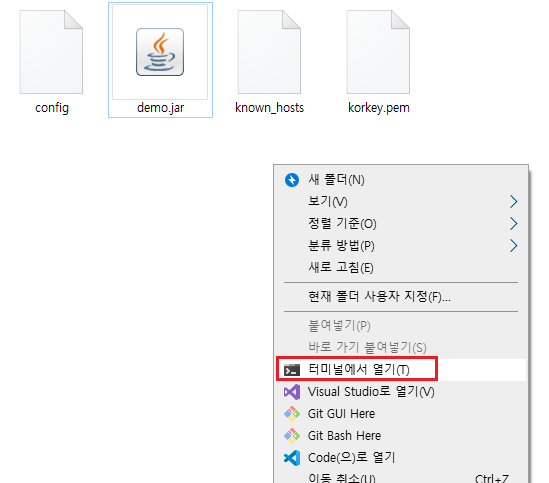 config
demo.jar
known_hosts
korkey.pem
새 폴더(N)
보기(V)
정렬 기준(O)
분류 방법(P)
새로 고침(E)
현재 폴더 사용자 지정(F)...
붙여넣기(P)
바로 가기 붙여넣기(S)
터미널에서 열기(T)
Visual Studio로 열기(V)
Git GUI Here
Git Bash Here
Code(으)로 열기
이동 취소(U) Ctrl+Z